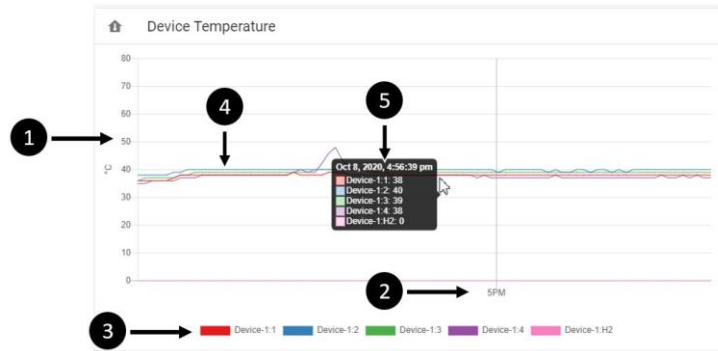 Device Temperature
80
70
60
50
40
30
20
10
0
°C
1
4
5
Oct 8, 2020, 4:56:39 pm
Device-1:1: 38
Device-1:2: 40
Device-1:3: 39
Device-1:4: 38
Device-1:H2: 0
2
5PM
3
Device-1:1 Device-1:2 Device-1:3 Device-1:4 Device-1:H2